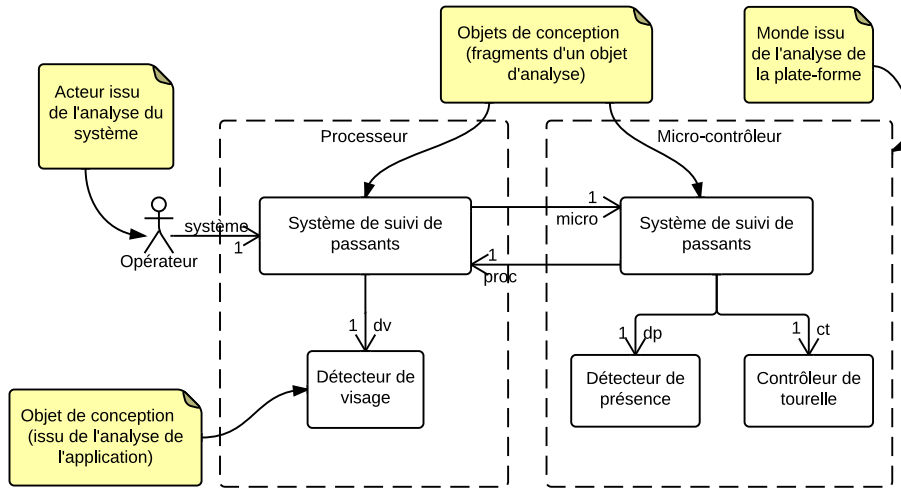 Objets de conception
(fragments d'un objet
d'analyse)
Monde issu
de l'analyse de
la plate-forme
Acteur issu
de l'analyse du
système
Processeur
Micro-contrôleur
Opérateur
système
1
Système de suivi de
passants
1
micro
1
proc
Système de suivi de
passants
1 dv
1 dp
1 ct
Détecteur de
visage
Détecteur de
présence
Contrôleur de
tourelle
Objet de conception
(issu de l'analyse de
l'application)